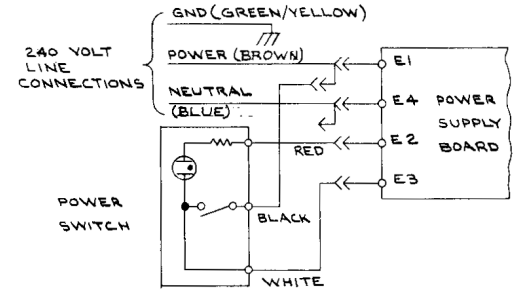 GND (GREEN/YELLOW)
240 VOLT
LINE
CONNECTIONS
POWER (BROWN)
NEUTRAL
(BLUE)
E1
E4
E2
E3
POWER
SUPPLY
BOARD
RED
BLACK
WHITE
POWER
SWITCH